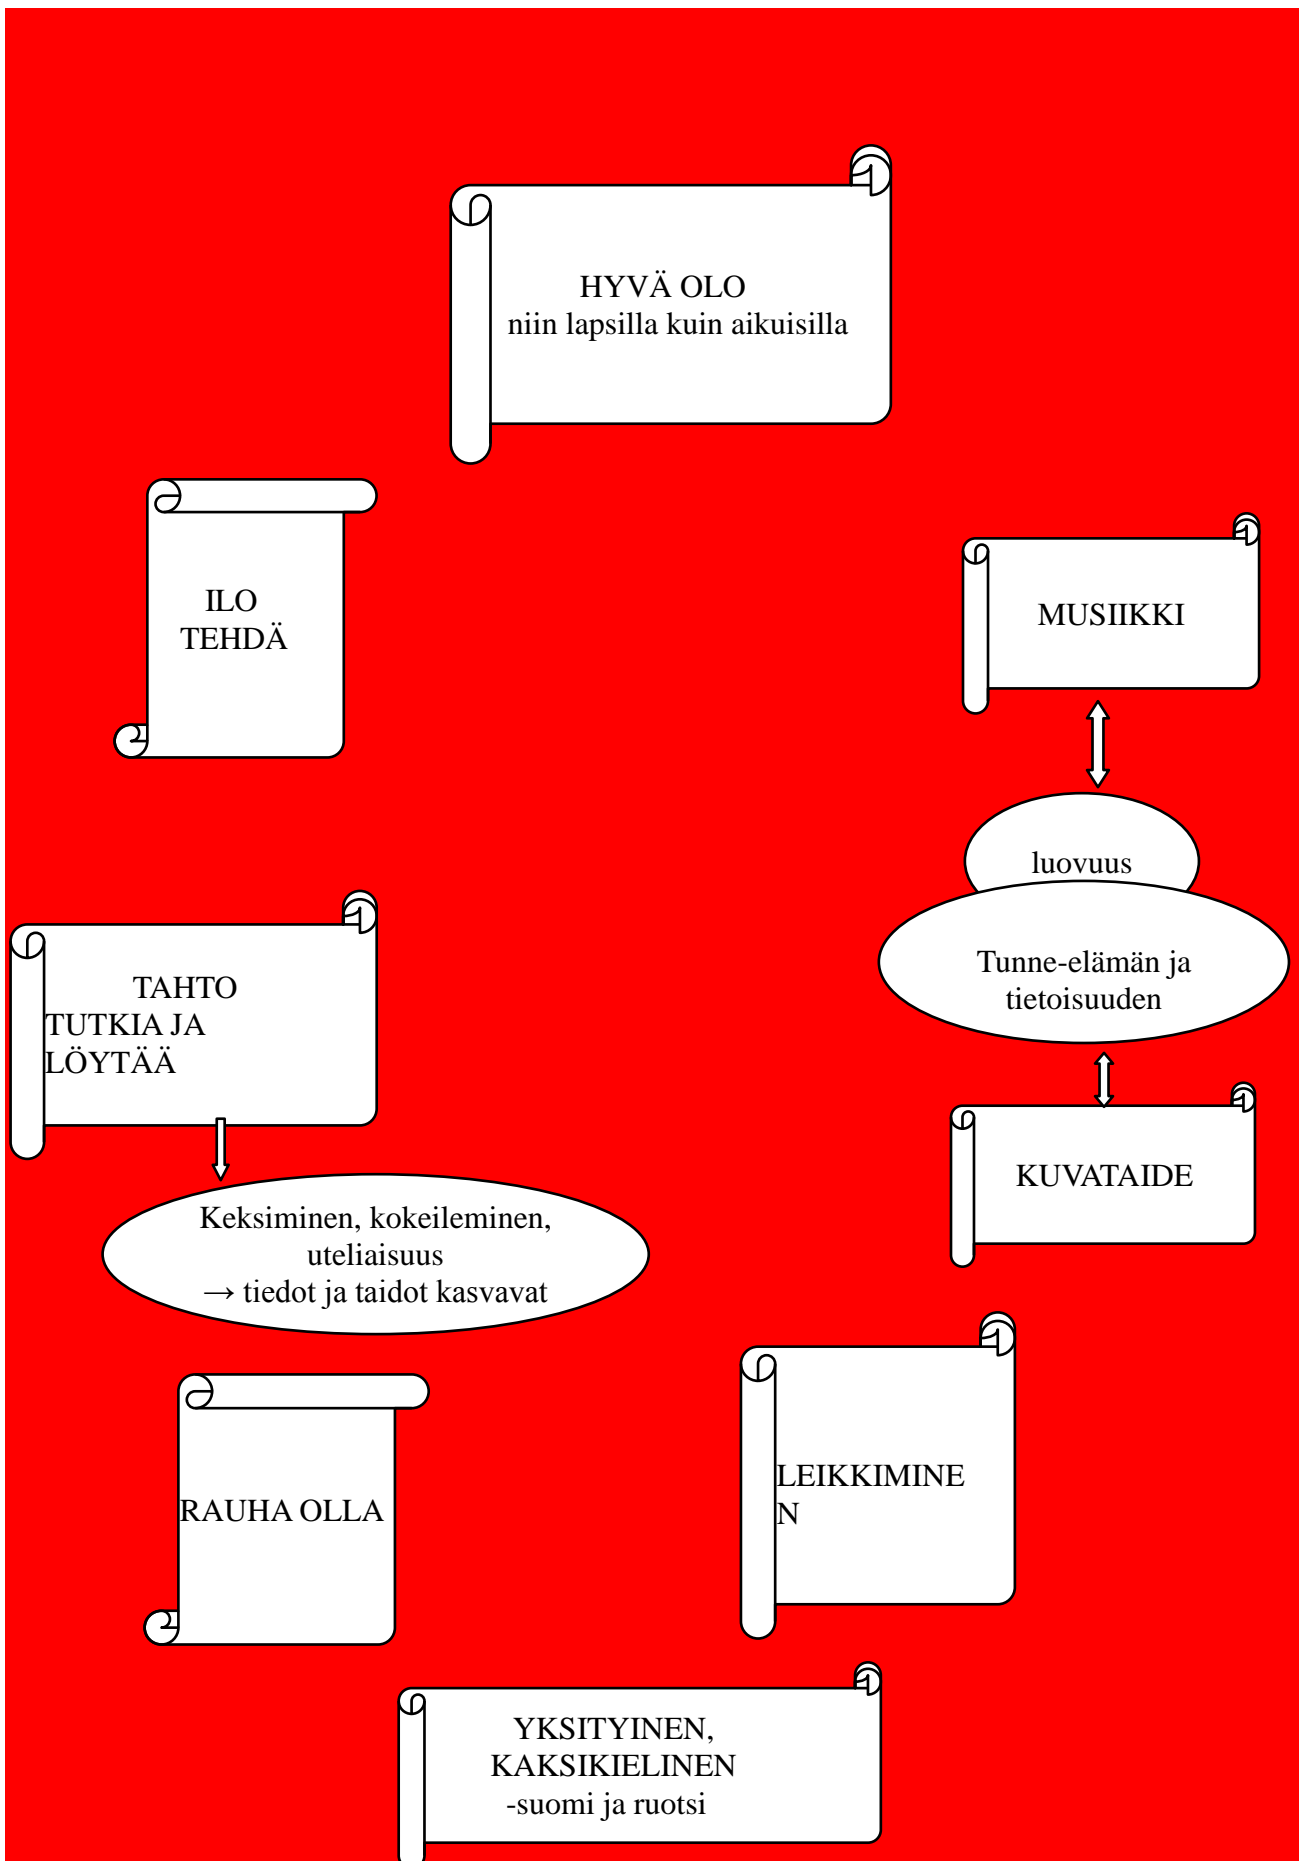 HYVÄ OLO
niin lapsilla kuin aikuisilla
ILO
TEHDÄ
MUSIIKKI
luovuus
Tunne-elämän ja
tietoisuuden
TAHTO
TUTKIA JA
LÖYTÄÄ
KUVATAIDE
Keksiminen, kokeileminen,
uteliaisuus
→ tiedot ja taidot kasvavat
LEIKKIMINE
N
RAUHA OLLA
YKSITYINEN,
KAKSIKIELINEN
-suomi ja ruotsi